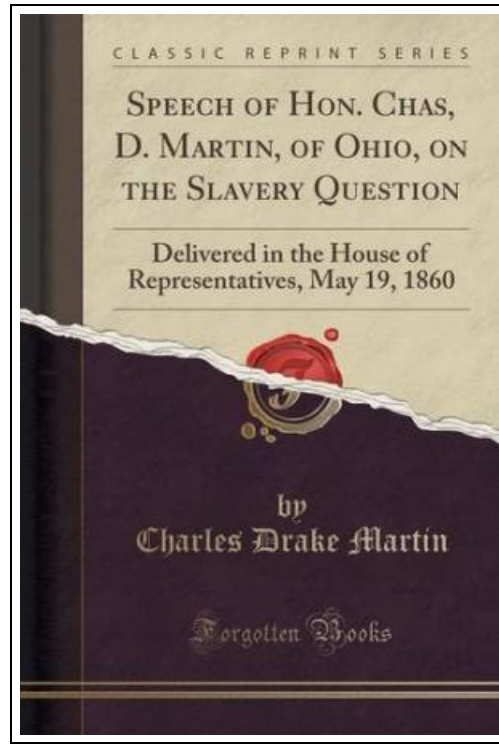 CLASSIC REPRINT SERIES
SPEECH OF HON. CHAS,
D. MARTIN, OF OHIO, ON
THE SLAVERY QUESTION
Delivered in the House of
Representatives, May 19, 1860
F
by
Charles Drake Martin
Forgotten Books